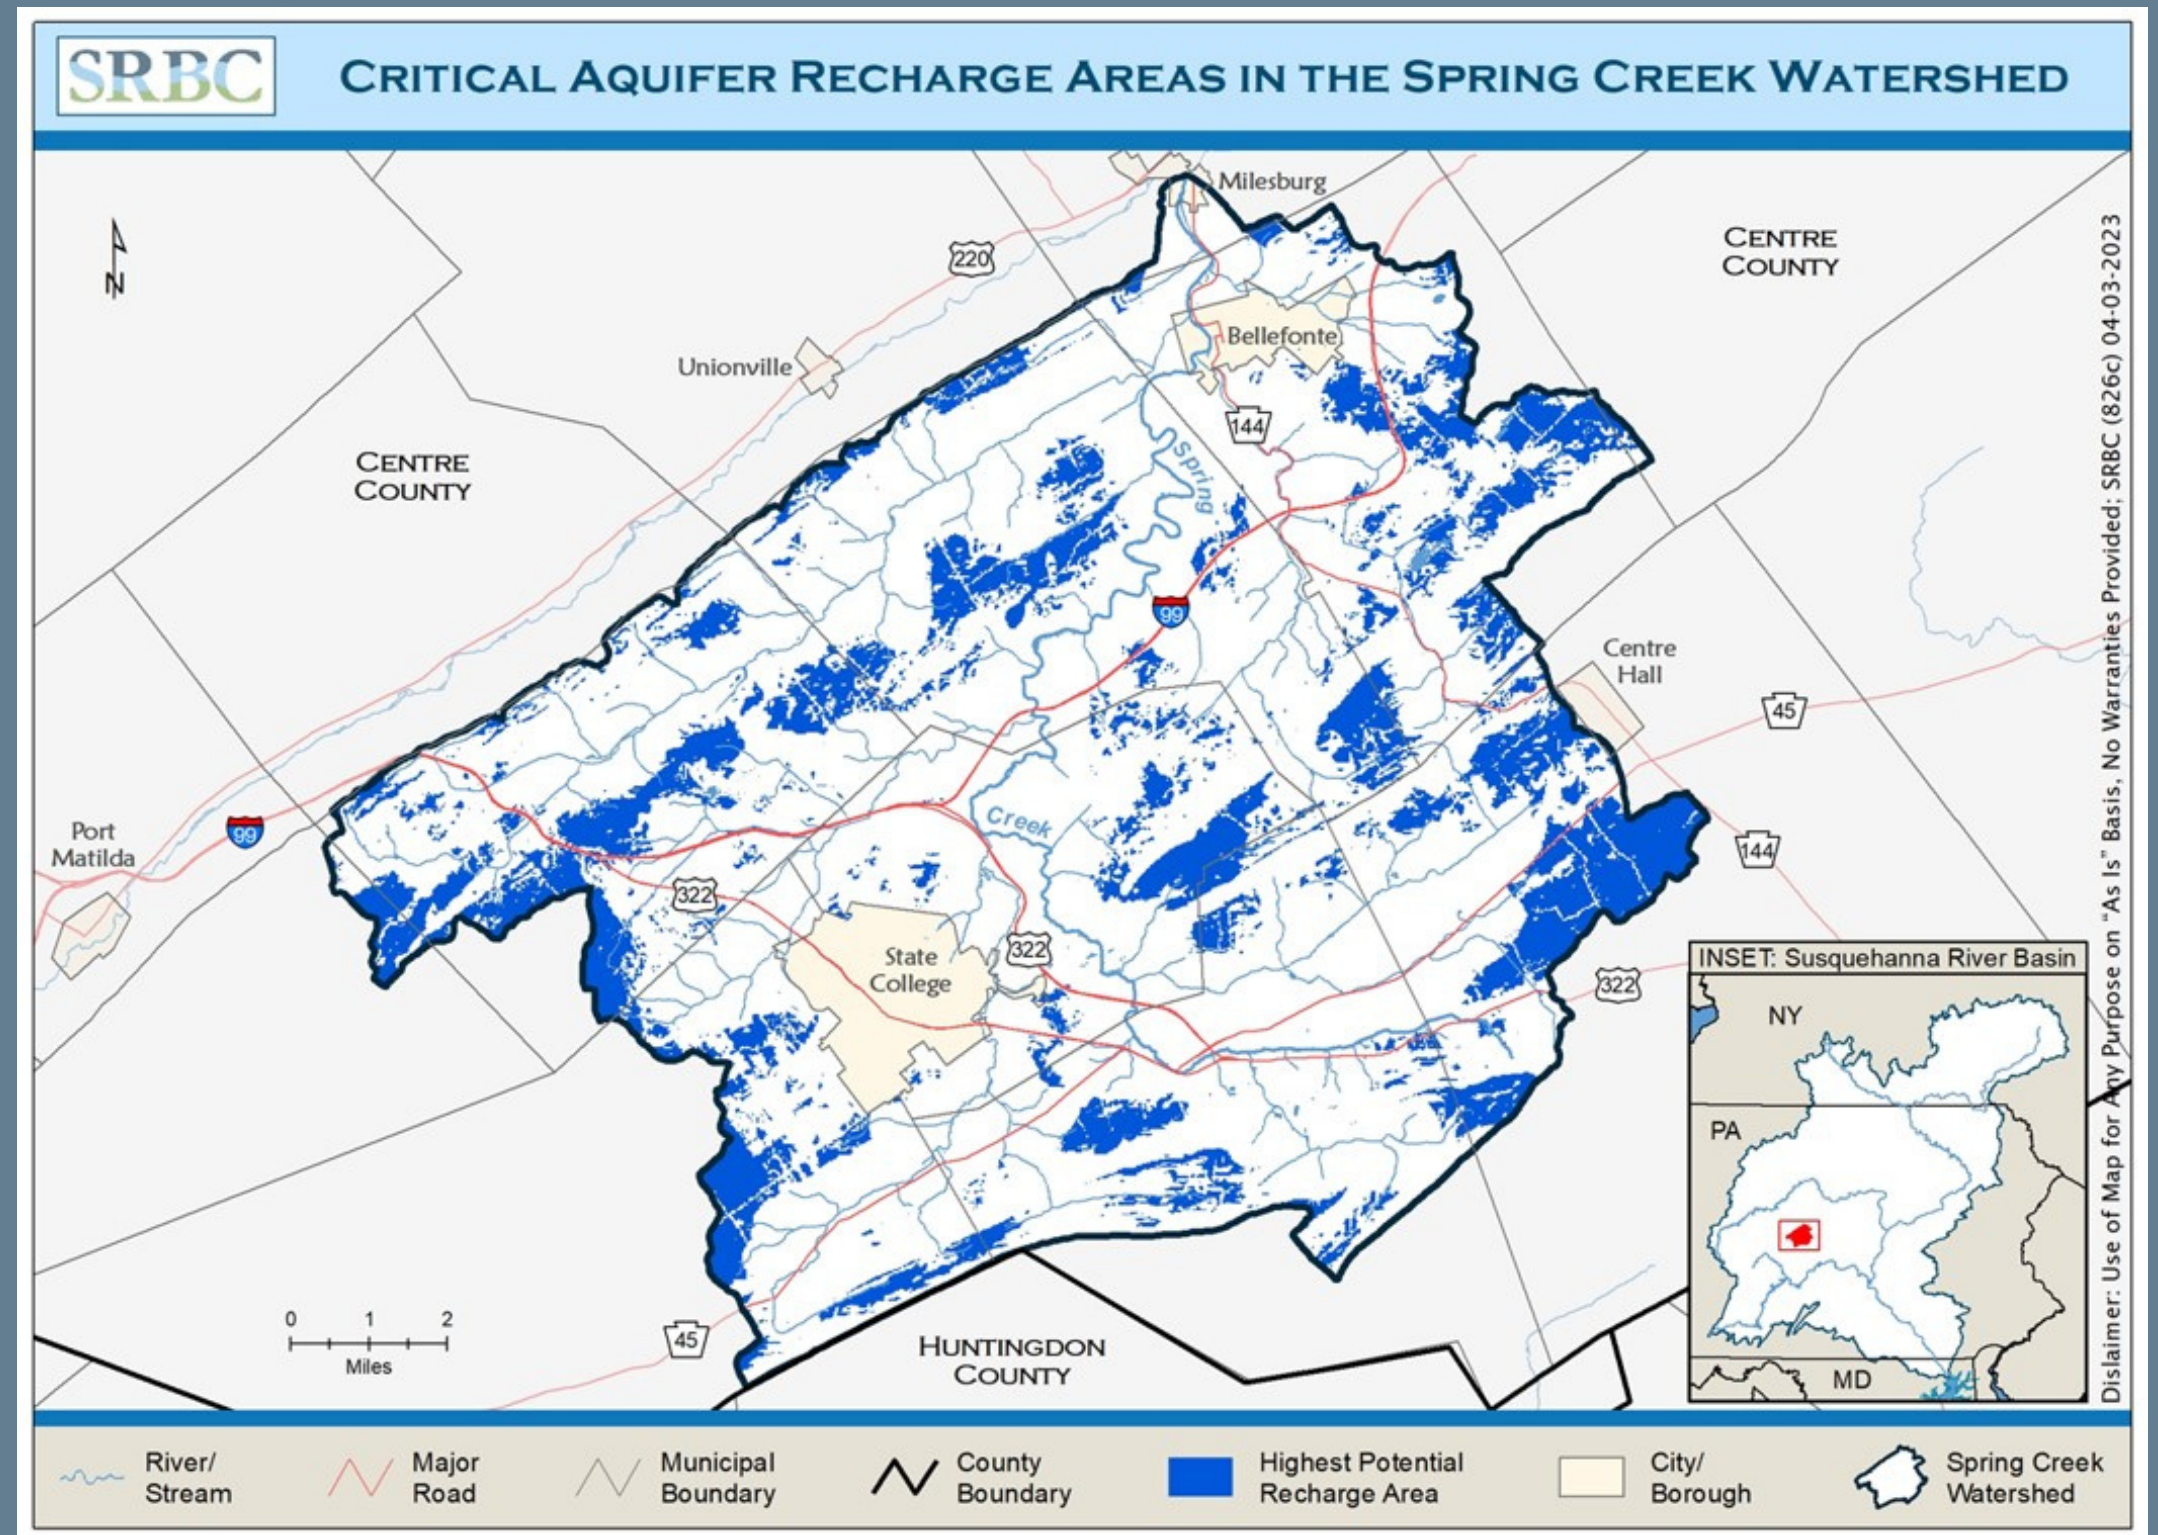 SRBC
CRITICAL AQUIFER RECHARGE AREAS IN THE SPRING CREEK WATERSHED
Milesburg
CENTRE
COUNTY
220
N
Bellefonte
Unionville
144
CENTRE
COUNTY
Spring
99
Centre
Hall
45
Port
Matilda
99
Creek
144
322
State
College
322
322
45
0 1 2
Miles
HUNTINGDON
COUNTY
INSET: Susquehanna River Basin
NY
PA
MD
Dislaimer: Use of Map for Any Purpose on "As Is" Basis, No Warranties Provided; SRBC (826c) 04-03-2023
River/
Stream
Major
Road
Municipal
Boundary
County
Boundary
Highest Potential
Recharge Area
City/
Borough
Spring Creek
Watershed